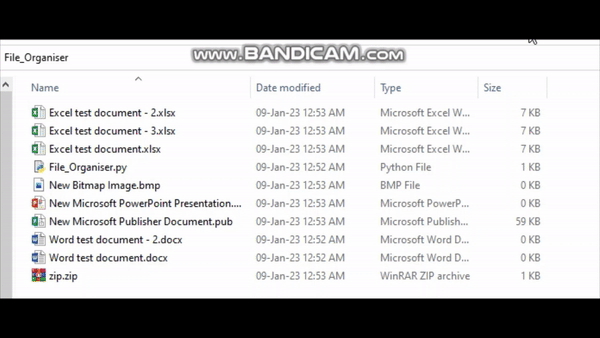 www.BANDICAM.com
File_Organiser
Name Date modified Type Size
Excel test document - 2.xlsx 09-Jan-23 12:53 AM Microsoft Excel W... 7 KB
Excel test document - 3.xlsx 09-Jan-23 12:53 AM Microsoft Excel W... 7 KB
Excel test document.xlsx 09-Jan-23 12:53 AM Microsoft Excel W... 7 KB
File_Organiser.py 09-Jan-23 12:52 AM Python File 1 KB
New Bitmap Image.bmp 09-Jan-23 12:53 AM BMP File 0 KB
New Microsoft PowerPoint Presentation.... 09-Jan-23 12:53 AM Microsoft PowerP... 0 KB
New Microsoft Publisher Document.pub 09-Jan-23 12:53 AM Microsoft Publish... 59 KB
Word test document - 2.docx 09-Jan-23 12:52 AM Microsoft Word D... 0 KB
Word test document.docx 09-Jan-23 12:52 AM Microsoft Word D... 0 KB
zip.zip 09-Jan-23 12:53 AM WinRAR ZIP archive 1 KB